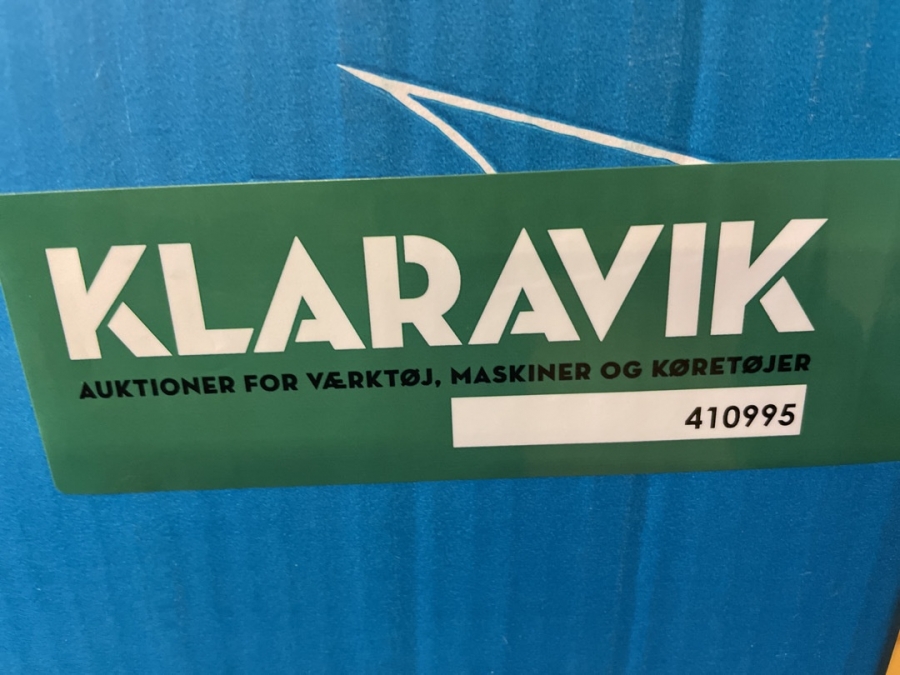 KLARAVIK
AUKTIONER FOR VÆRKTØJ, MASKINER OG KØRETØJER
410995